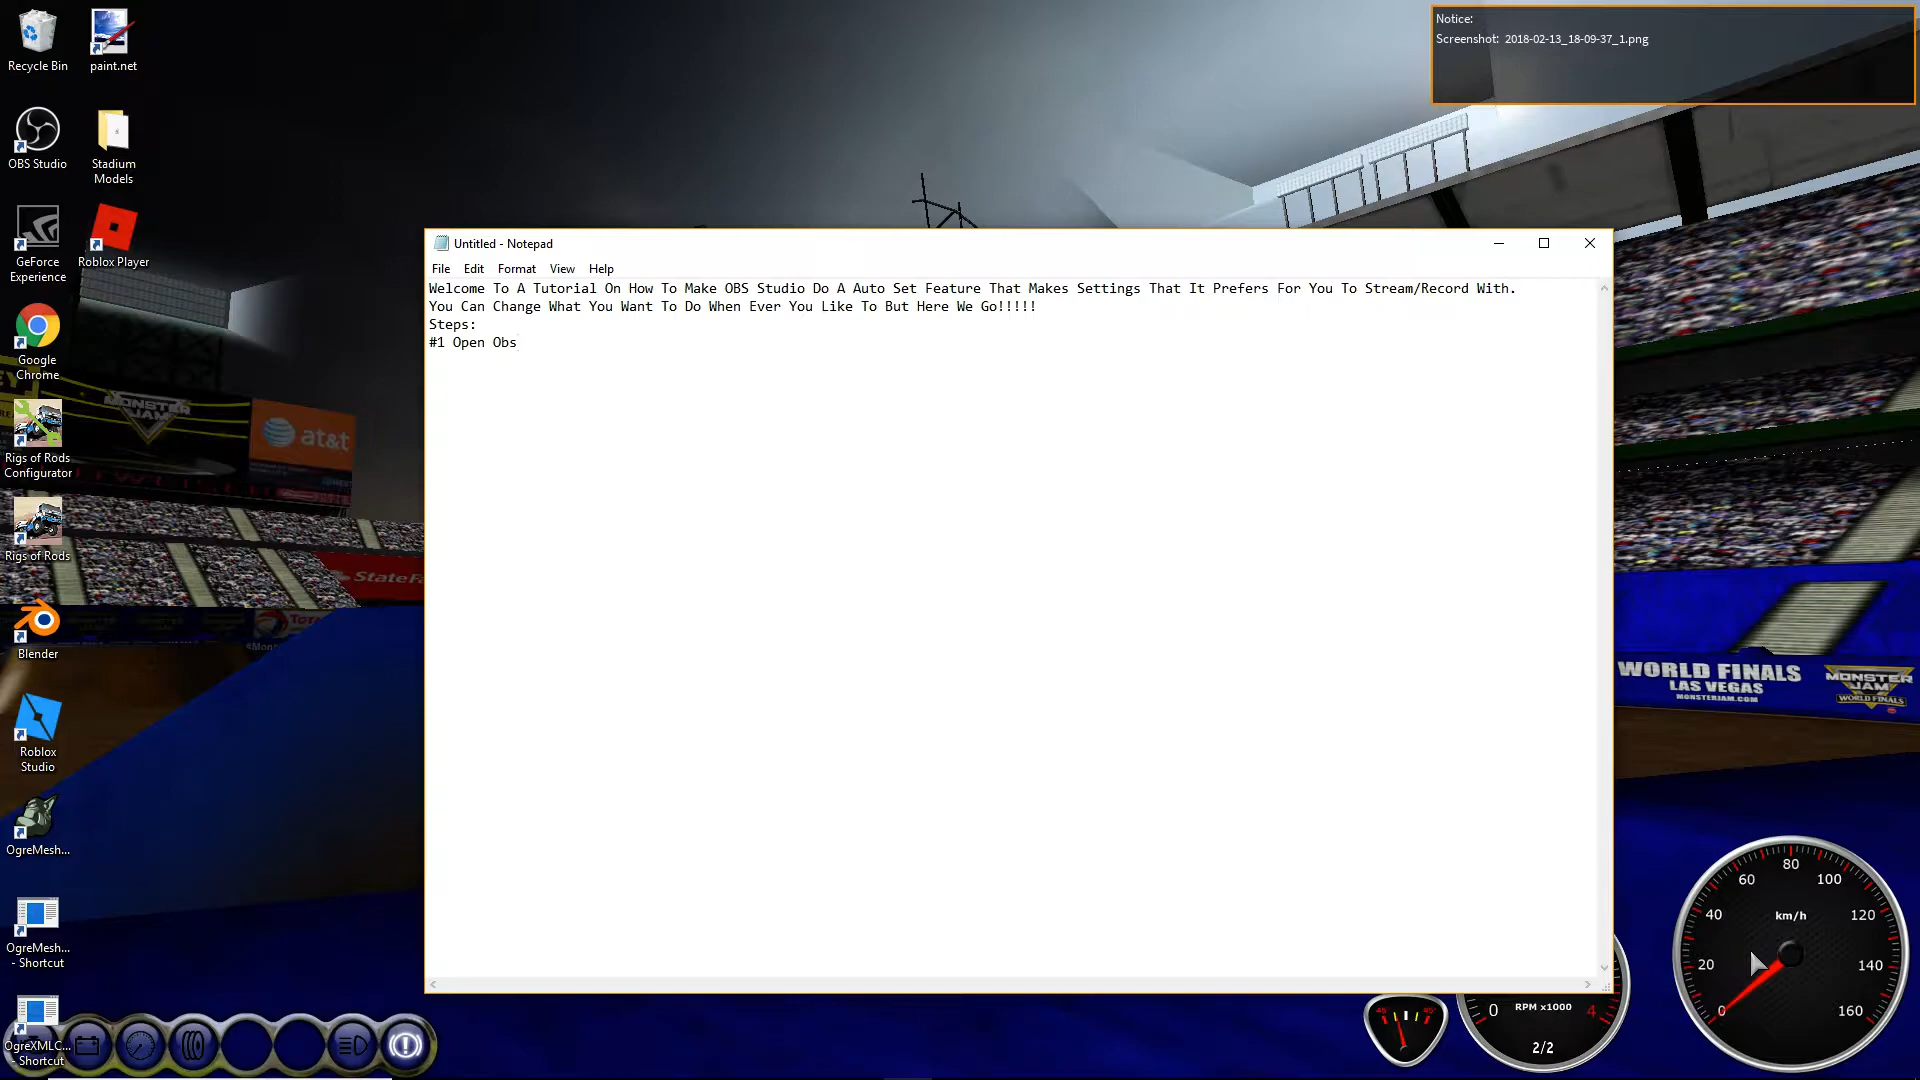 Recycle Bin
paint.net
OBS Studio
Stadium
Models
GeForce
Experience
Roblox Player
Google
Chrome
Rigs of Rods
Configurator
Rigs of Rods
Blender
Roblox
Studio
OgreMesh...
OgreMesh...
- Shortcut
OgreXMLC...
- Shortcut
Notice:
Screenshot: 2018-02-13_18-09-37_1.png
Untitled - Notepad
File Edit Format View Help
Welcome To A Tutorial On How To Make OBS Studio Do A Auto Set Feature That Makes Settings That It Prefers For You To Stream/Record With.
You Can Change What You Want To Do When Ever You Like To But Here We Go!!!!!
Steps:
#1 Open Obs
MONSTER
JAM
at&t
StateFa
WORLD FINALS
LAS VEGAS
MONSTERJAM.COM
MONSTER
JAM
WORLD FINALS
0 20 40 60 80 100 120 140 160
km/h
0 RPM x1000 4
2/2